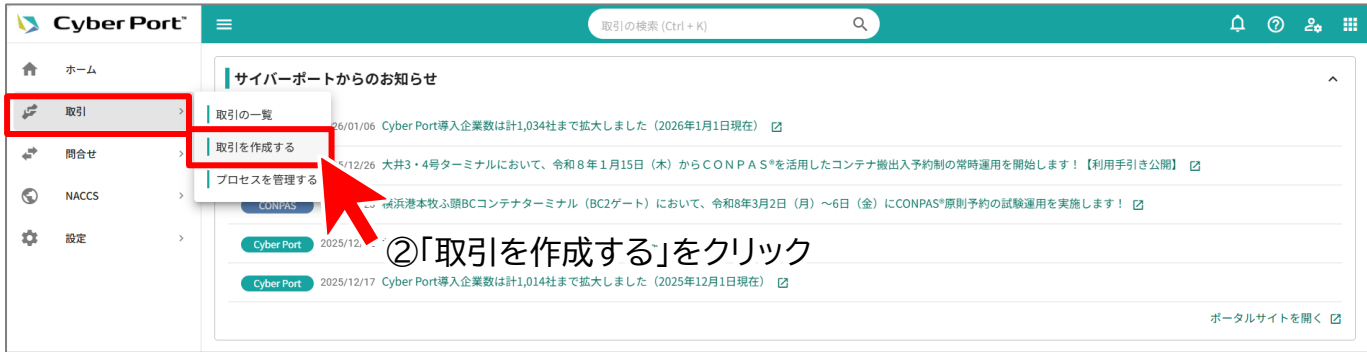 Cyber Port™
取引の検索 (Ctrl + K)
ホーム
取引
問合せ
NACCS
設定
取引の一覧
取引を作成する
プロセスを管理する
サイバーポートからのお知らせ
26/01/06 Cyber Port導入企業数は計1,034社まで拡大しました（2026年1月1日現在）
5/12/26 大井3・4号ターミナルにおいて、令和８年１月15日（木）からＣＯＮＰＡＳ®を活用したコンテナ搬出入予約制の常時運用を開始します！【利用手引き公開】
CONPAS 横浜港本牧ふ頭BCコンテナターミナル（BC2ゲート）において、令和8年3月2日（月）～6日（金）にCONPAS®原則予約の試験運用を実施します！
Cyber Port 2025/12/
②「取引を作成する」をクリック
Cyber Port 2025/12/17 Cyber Port導入企業数は計1,014社まで拡大しました（2025年12月1日現在）
ポータルサイトを開く